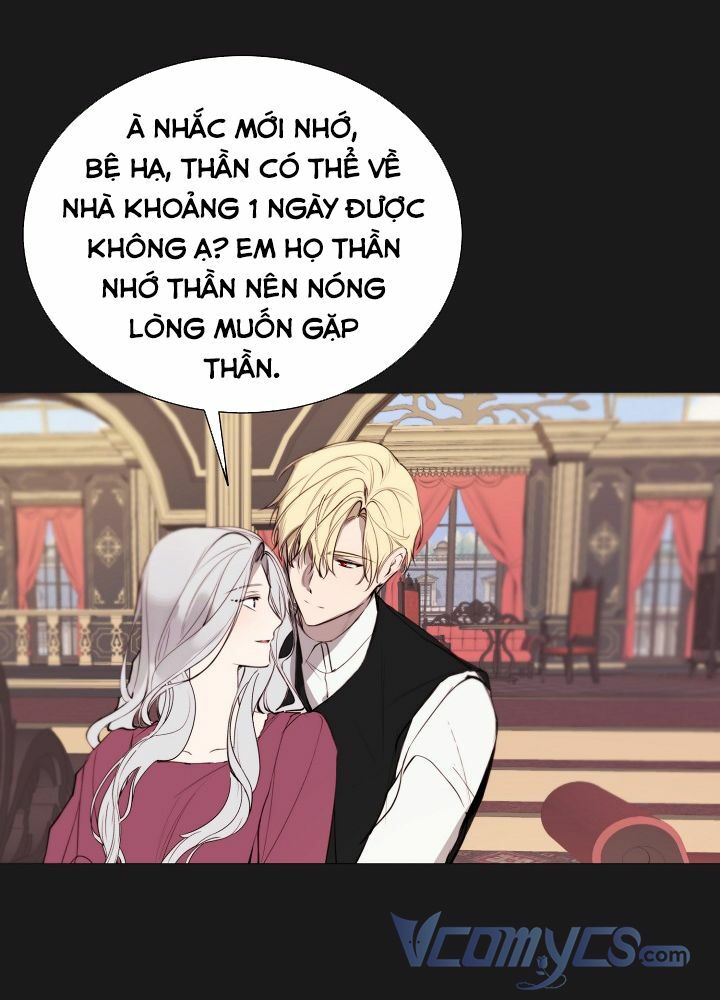 À NHẮC MỚI NHỚ,
BỆ HẠ, THẦN CÓ THỂ VỀ
NHÀ KHOẢNG 1 NGÀY ĐƯỢC
KHÔNG Ạ? EM HỌ THẦN
NHỚ THẦN NÊN NÓNG
LÒNG MUỐN GẶP
THẦN.
VCOMYCS.com